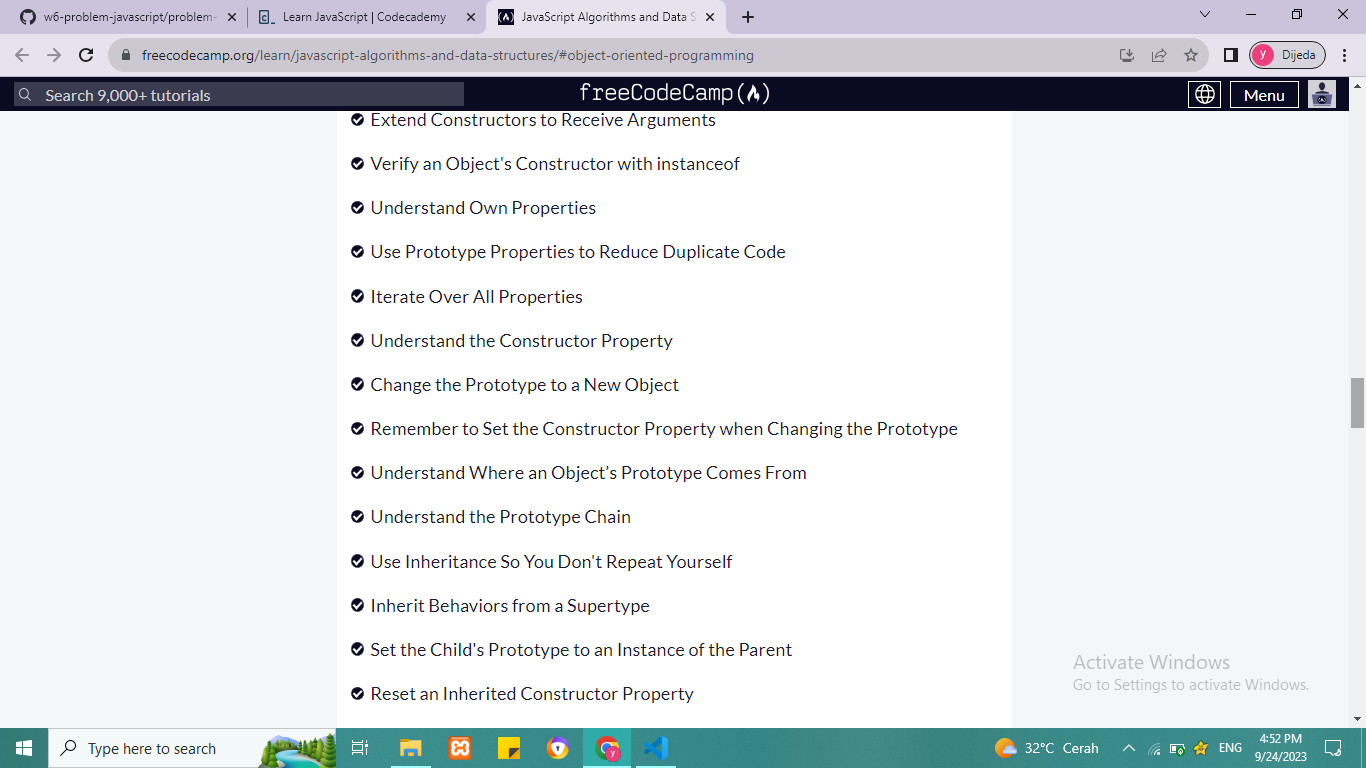 w6-problem-javascript/problem-
Learn JavaScript | Codecademy
JavaScript Algorithms and Data S
freecodecamp.org/learn/javascript-algorithms-and-data-structures/#object-oriented-programming
y Dijeda
Search 9,000+ tutorials
freeCodeCamp
Menu
Extend Constructors to Receive Arguments
Verify an Object's Constructor with instanceof
Understand Own Properties
Use Prototype Properties to Reduce Duplicate Code
Iterate Over All Properties
Understand the Constructor Property
Change the Prototype to a New Object
Remember to Set the Constructor Property when Changing the Prototype
Understand Where an Object’s Prototype Comes From
Understand the Prototype Chain
Use Inheritance So You Don't Repeat Yourself
Inherit Behaviors from a Supertype
Set the Child's Prototype to an Instance of the Parent
Reset an Inherited Constructor Property
Activate Windows
Go to Settings to activate Windows.
Type here to search
32°C Cerah
ENG
4:52 PM
9/24/2023